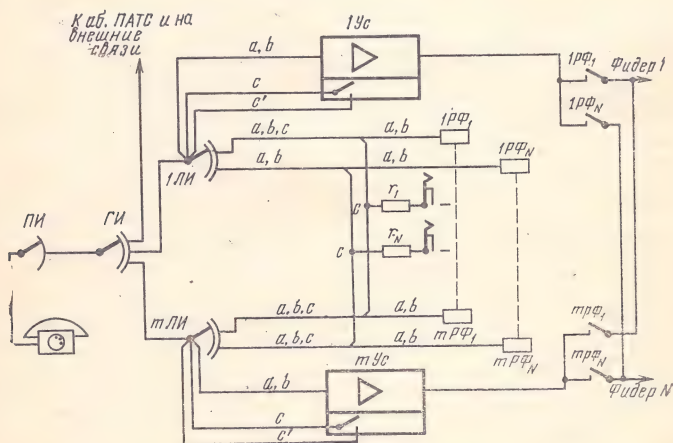 К аб. ПАТС и на
внешние
связи
1Ус
a, b
c
c'
1РФ₁
Фидер 1
1РФN
a, b, c
a, b
1РФ₁
a, b
a, b
1РФN
1ЛИ
c
r₁
c
rN
ПИ
ГИ
mЛИ
a, b, c
a, b
mРФ₁
a, b, c
a, b
mРФN
mРФ₁
mРФN
mУс
a, b
c
c'
Фидер N